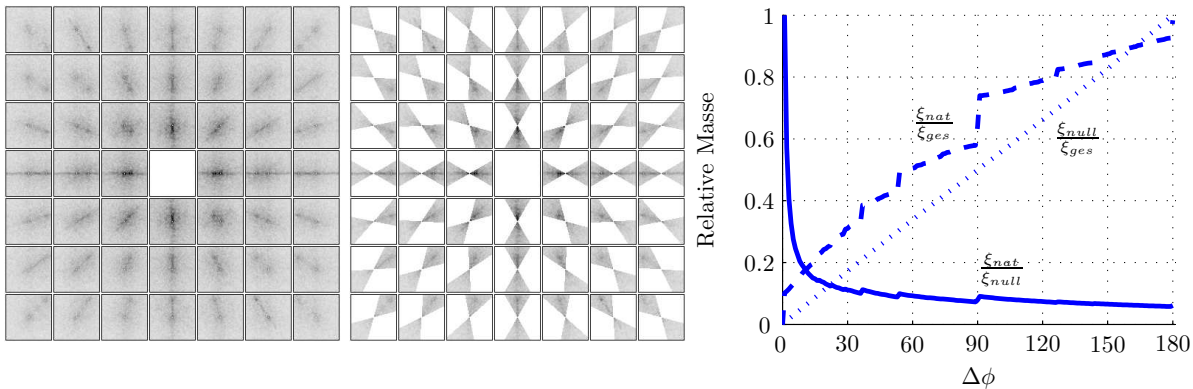 1
0.8
0.6
0.4
0.2
0
Relative Masse
ξnat
ξges
ξnull
ξges
ξnat
ξnull
0 30 60 90 120 150 180
Δϕ